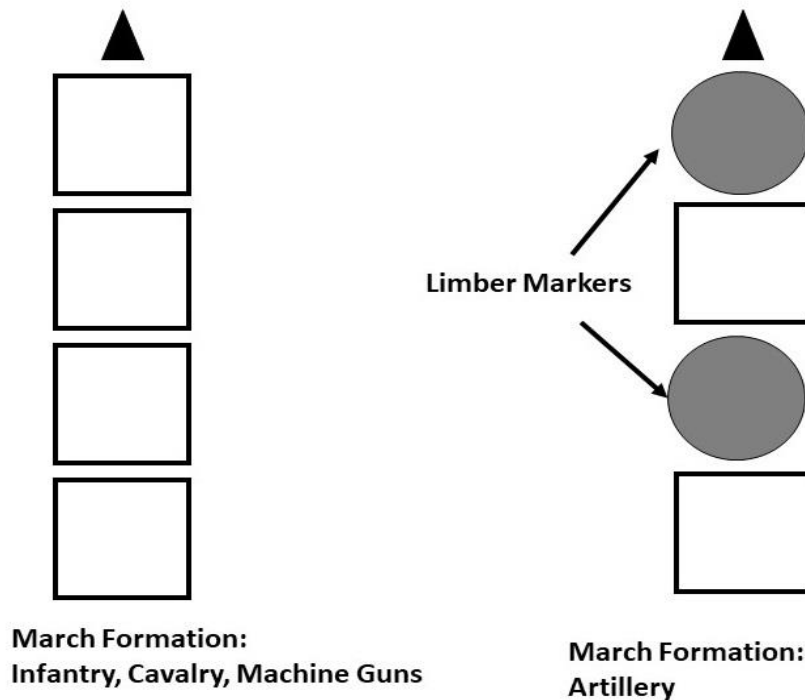 Limber Markers
March Formation:
Infantry, Cavalry, Machine Guns
March Formation:
Artillery